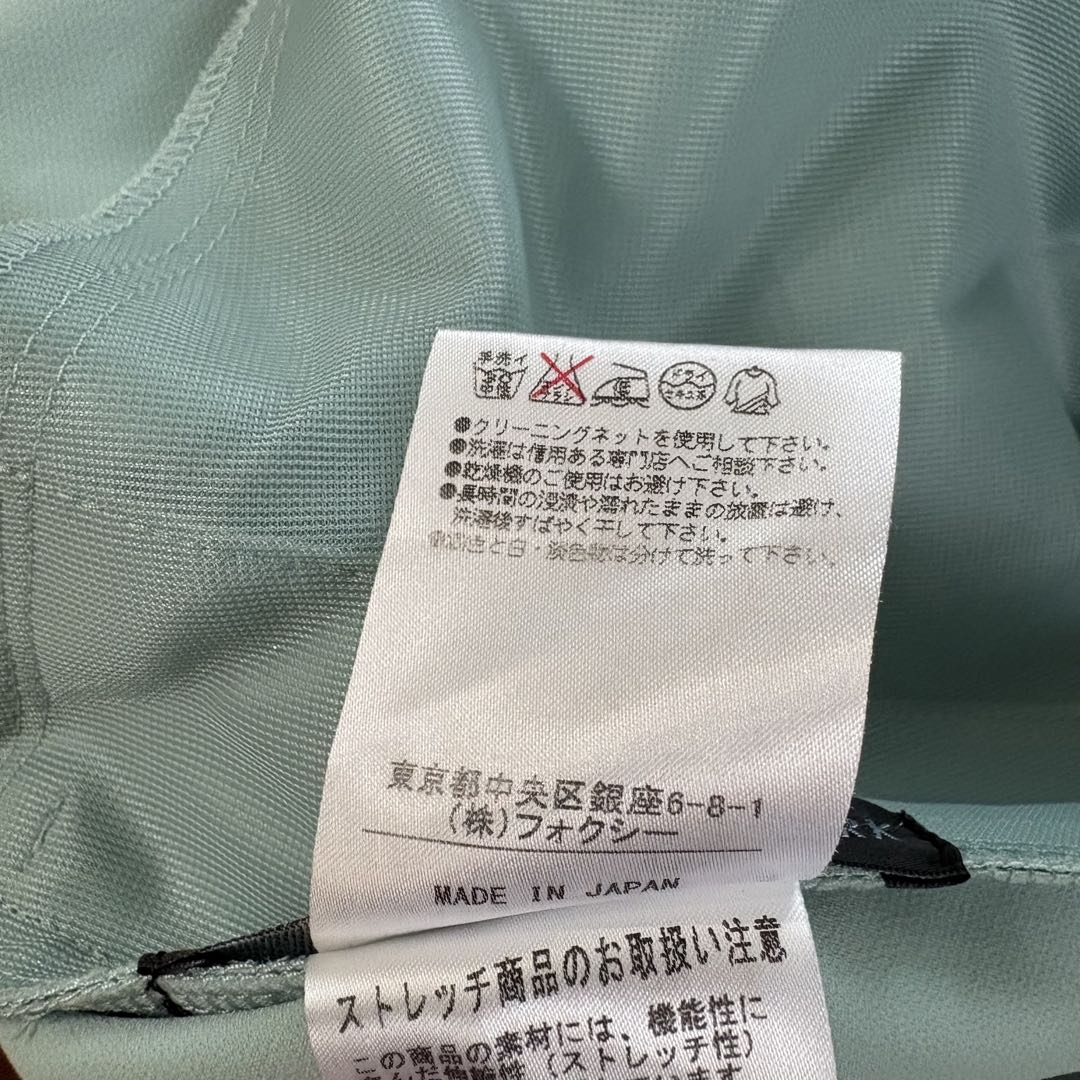 手洗イ
ドライ
●クリーニングネットを使用して下さい。
●洗濯は信用ある専門店へご相談下さい。
●乾燥機のご使用はお避け下さい。
●長時間の浸漬や濡れたままの放置は避け、
洗濯後すばやく干して下さい。
と白・淡色物は分けて洗って下さい。
東京都中央区銀座6-8-1
(株)フォクシー
MADE IN JAPAN
ストレッチ商品のお取扱い注意
この商品の素材には、機能性に
(ストレッチ性)